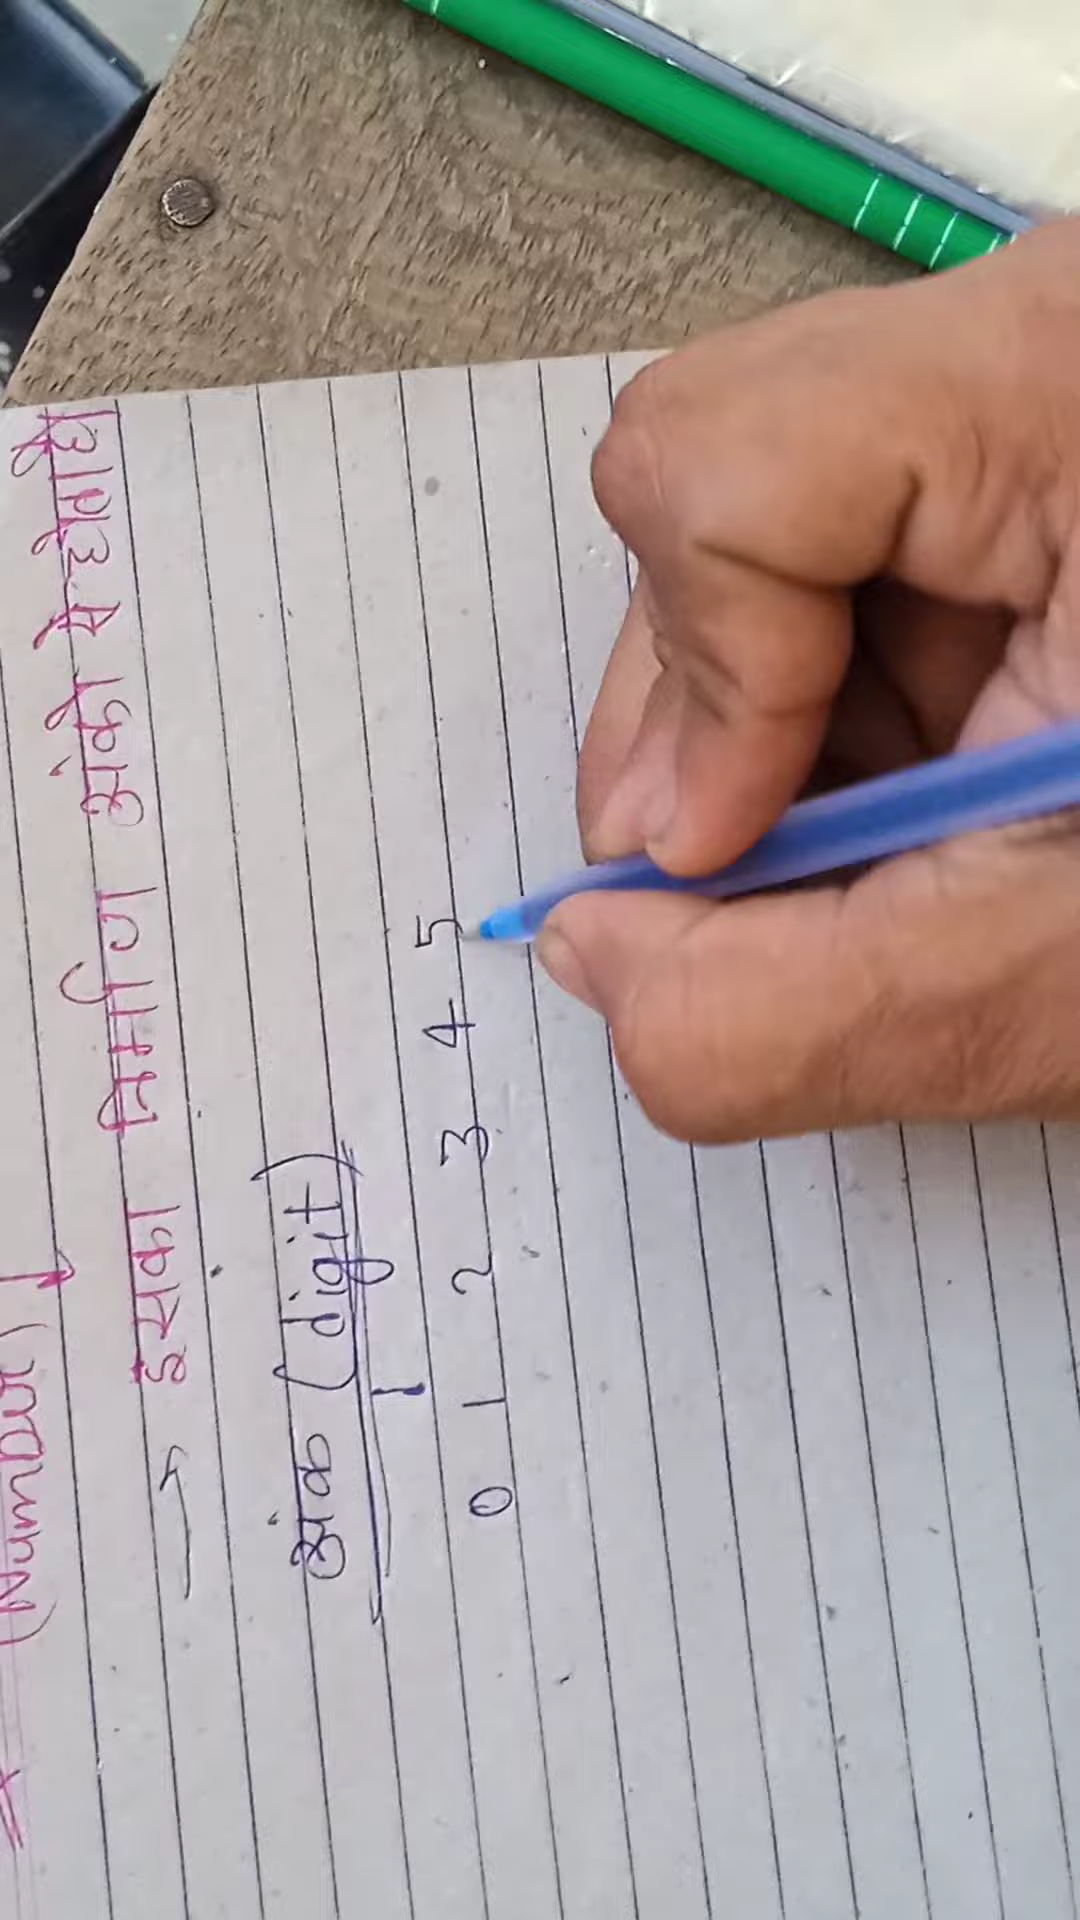 (Number)
→ इसका निर्माण अंको से
अंक (digit)
0 1 2 3 4 5